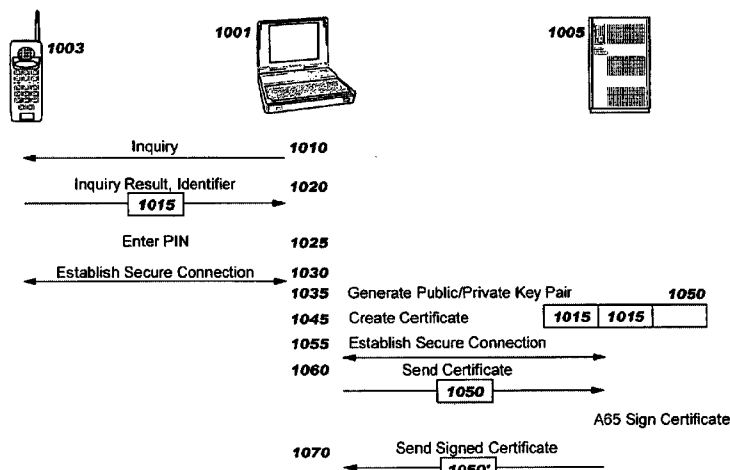 1003
1001
1005
Inquiry 1010
Inquiry Result, Identifier 1020
1015
Enter PIN 1025
Establish Secure Connection 1030
1035 Generate Public/Private Key Pair 1050
1045 Create Certificate 1015 1015
1055 Establish Secure Connection
1060 Send Certificate
1050
A65 Sign Certificate
1070 Send Signed Certificate
1050'